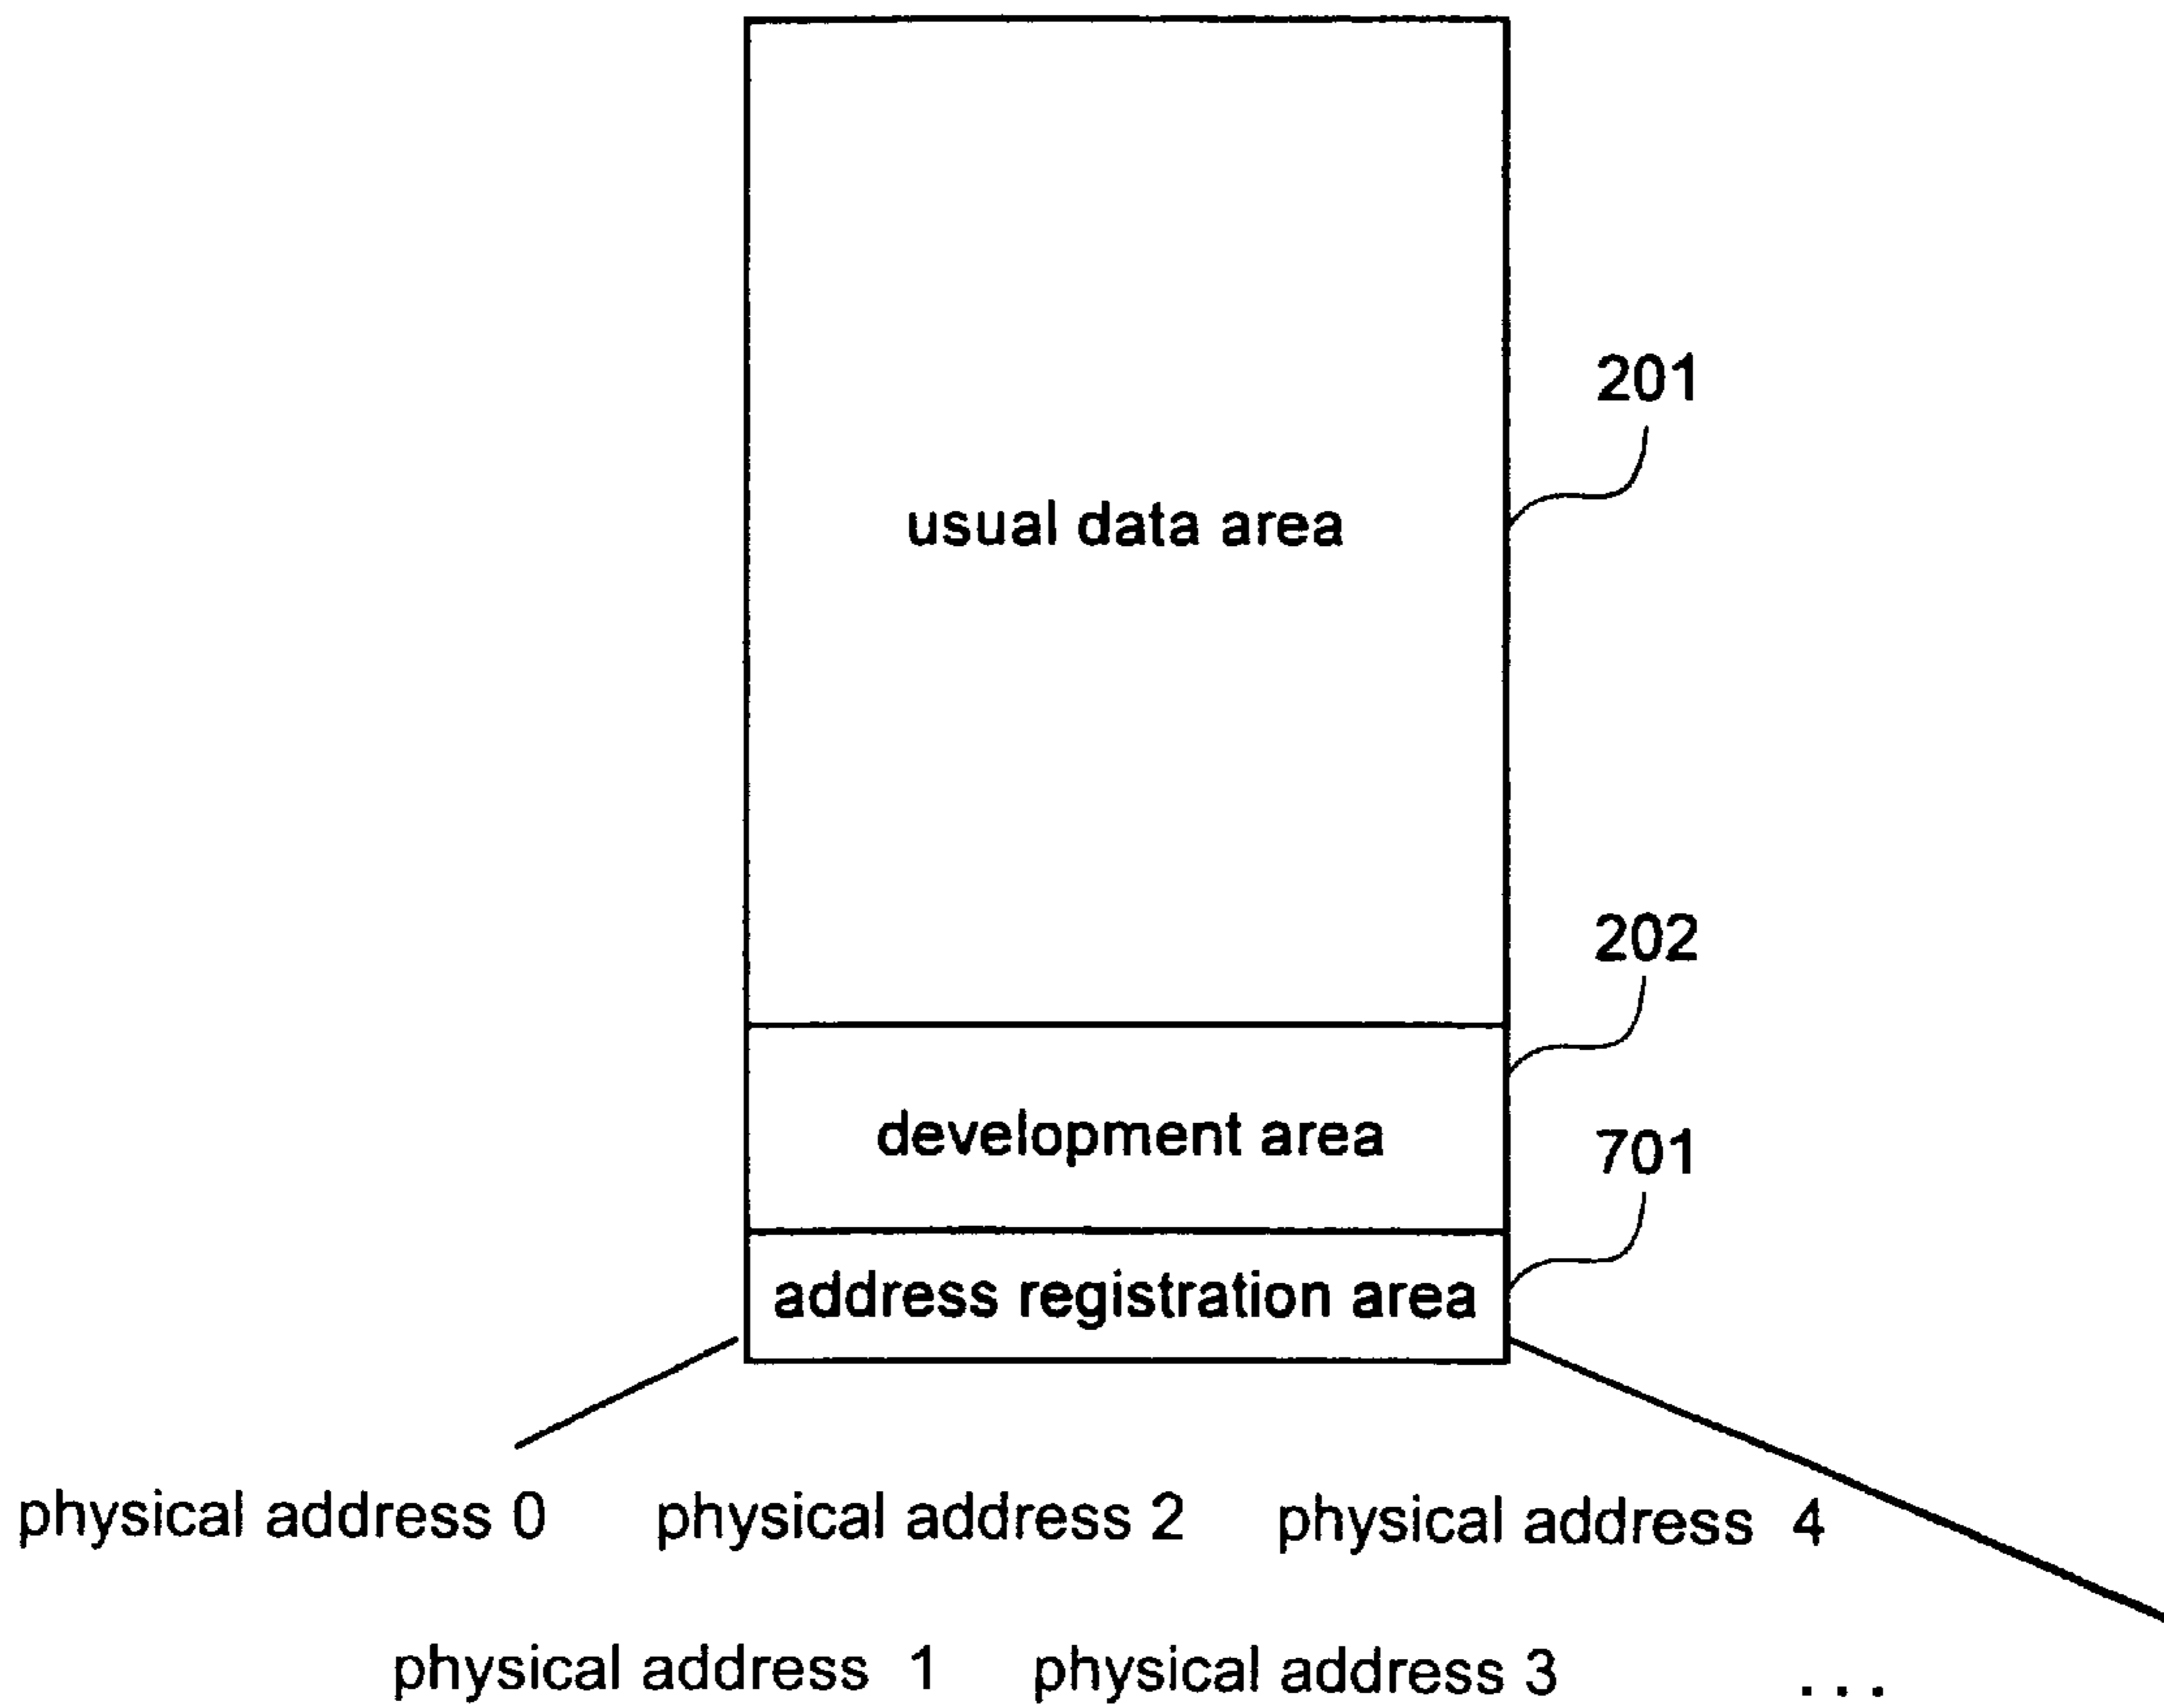 201
usual data area
202
development area
701
address registration area
physical address 0 physical address 2 physical address 4
physical address 1 physical address 3 ...